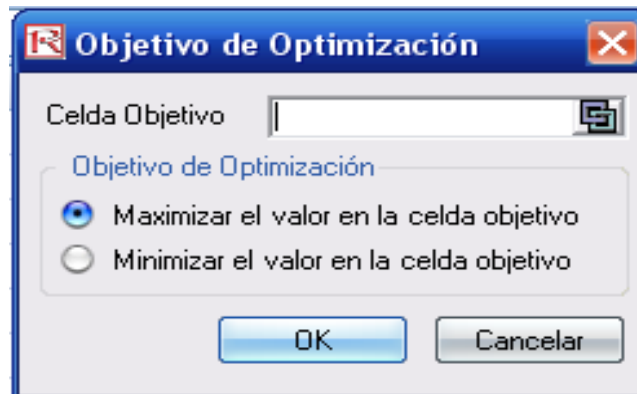 Objetivo de Optimización
Celda Objetivo
Objetivo de Optimización
Maximizar el valor en la celda objetivo
Minimizar el valor en la celda objetivo
OK Cancelar